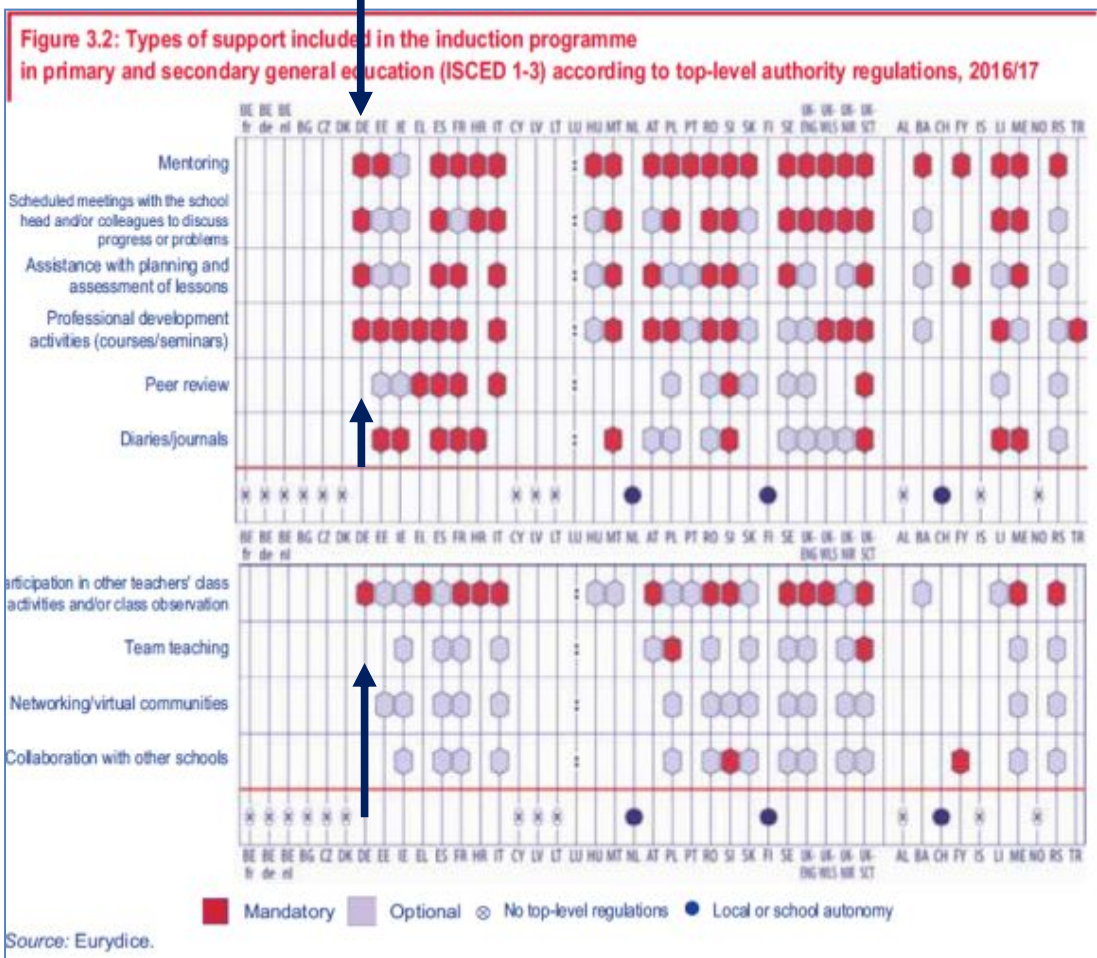 Figure 3.2: Types of support included in the induction programme
in primary and secondary general education (ISCED 1-3) according to top-level authority regulations, 2016/17
BE BE BE UK- UK- UK- UK-
fr de nl BG CZ DK DE EE IE EL ES FR HR IT CY LV LT LU HU MT NL AT PL PT RO SI SK FI SE ENG WLS NIR SCT AL BA CH FY IS LI ME NO RS TR
Mentoring
Scheduled meetings with the school
head and/or colleagues to discuss
progress or problems
Assistance with planning and
assessment of lessons
Professional development
activities (courses/seminars)
Peer review
Diaries/journals
BE BE BE BG CZ DK DE EE IE EL ES FR HR IT CY LV LT LU HU MT NL AT PL PT RO SI SK FI SE UK- UK- UK- UK- AL BA CH FY IS LI ME NO RS TR
fr de nl ENG WLS NIR SCT
articipation in other teachers' class
activities and/or class observation
Team teaching
Networking/virtual communities
Collaboration with other schools
BE BE BE BG CZ DK DE EE IE EL ES FR HR IT CY LV LT LU HU MT NL AT PL PT RO SI SK FI SE UK- UK- UK- UK- AL BA CH FY IS LI ME NO RS TR
fr de nl ENG WLS NIR SCT
Mandatory Optional ⊗ No top-level regulations ● Local or school autonomy
Source: Eurydice.